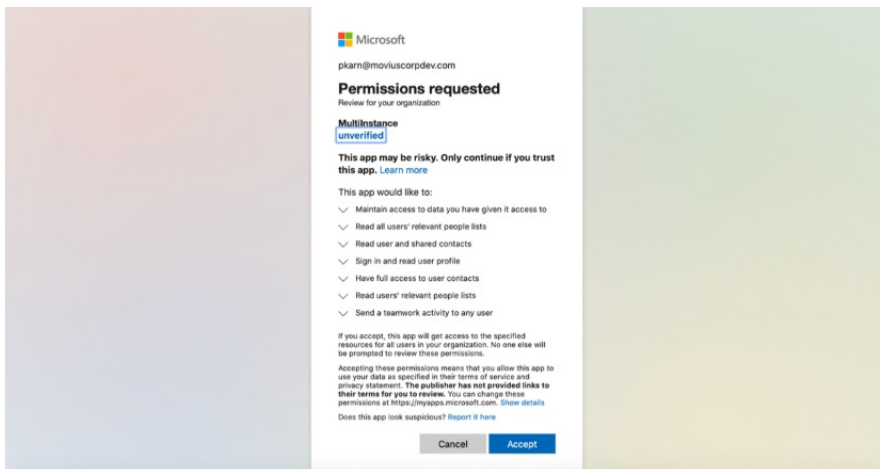 Microsoft
pkarn@moviuscorpdev.com
Permissions requested
Review for your organization
MultiInstance
unverified
This app may be risky. Only continue if you trust
this app. Learn more
This app would like to:
Maintain access to data you have given it access to
Read all users' relevant people lists
Read user and shared contacts
Sign in and read user profile
Have full access to user contacts
Read users' relevant people lists
Send a teamwork activity to any user
If you accept, this app will get access to the specified
resources for all users in your organization. No one else will
be prompted to review these permissions.
Accepting these permissions means that you allow this app to
use your data as specified in their terms of service and
privacy statement. The publisher has not provided links to
their terms for you to review. You can change these
permissions at https://myapps.microsoft.com. Show details
Does this app look suspicious? Report it here
Cancel Accept